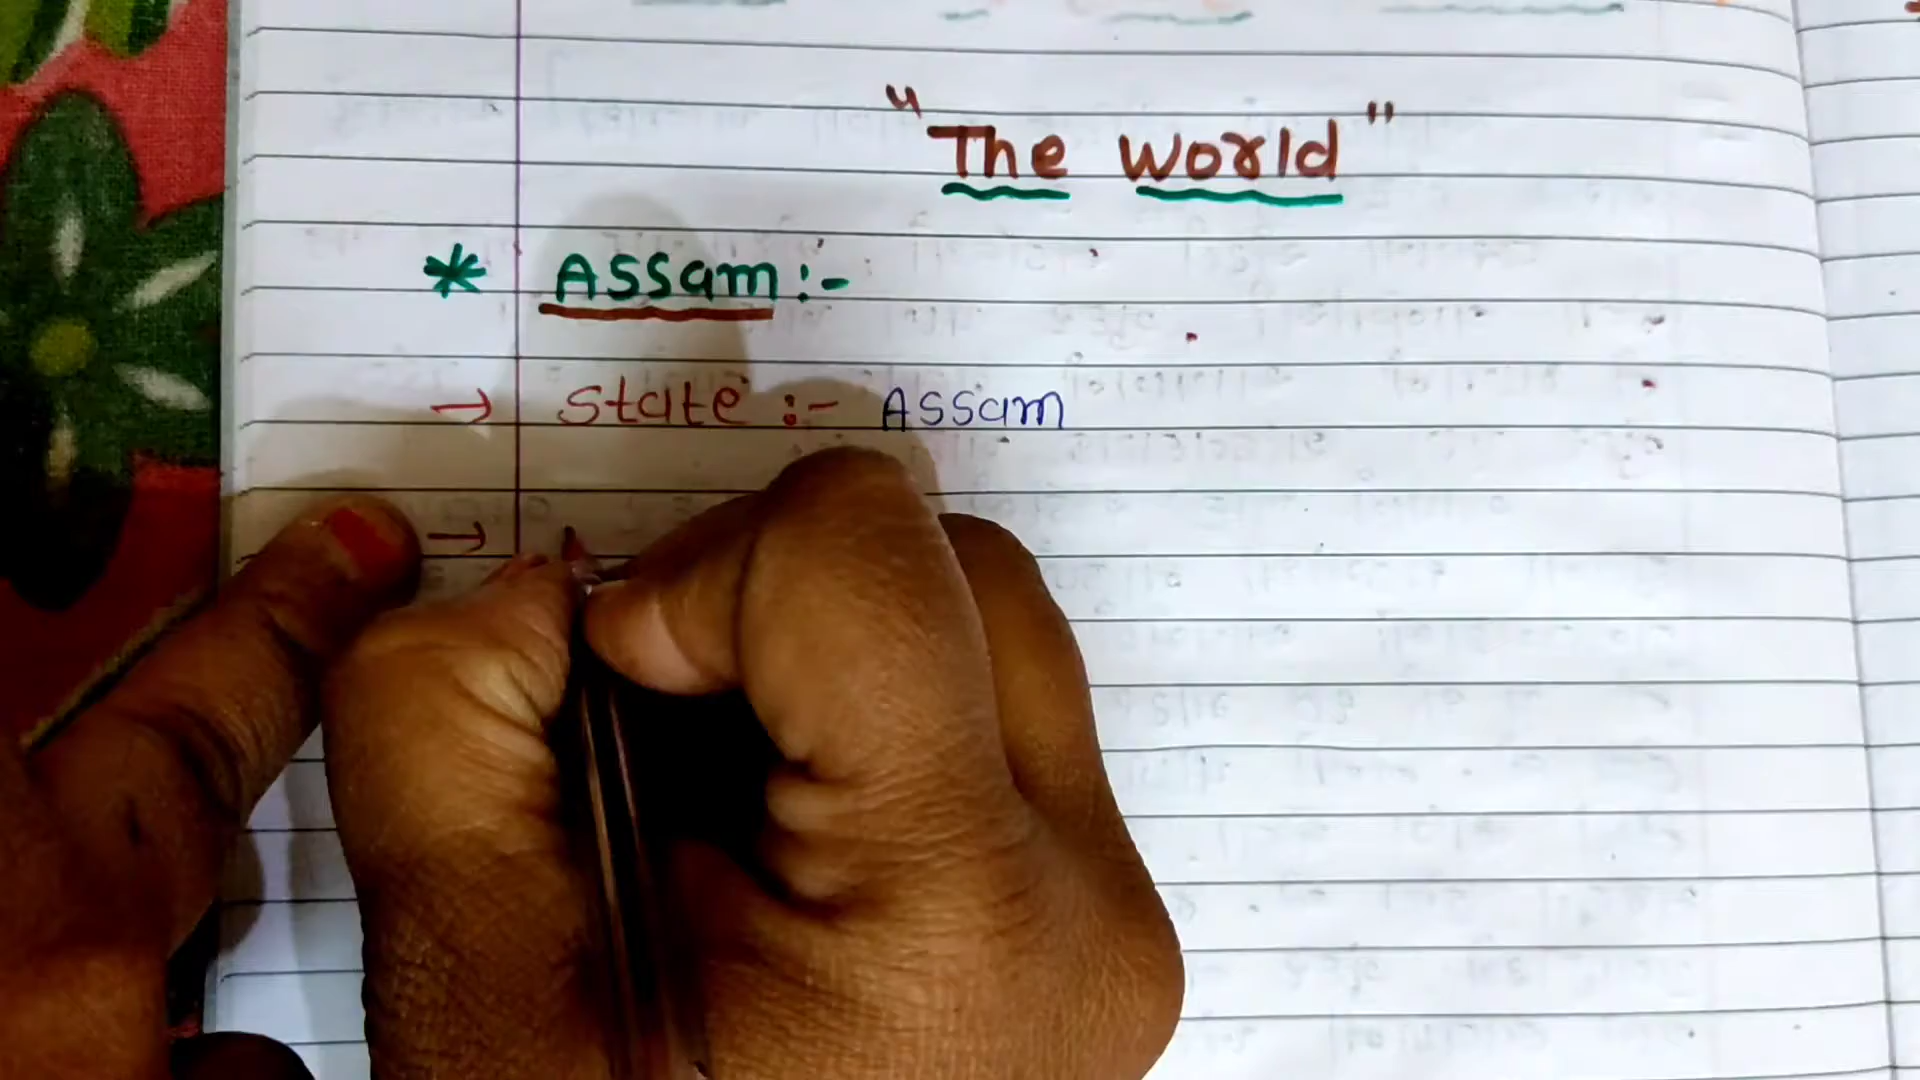 "The World"
* Assam :-
→ State :- Assam
→